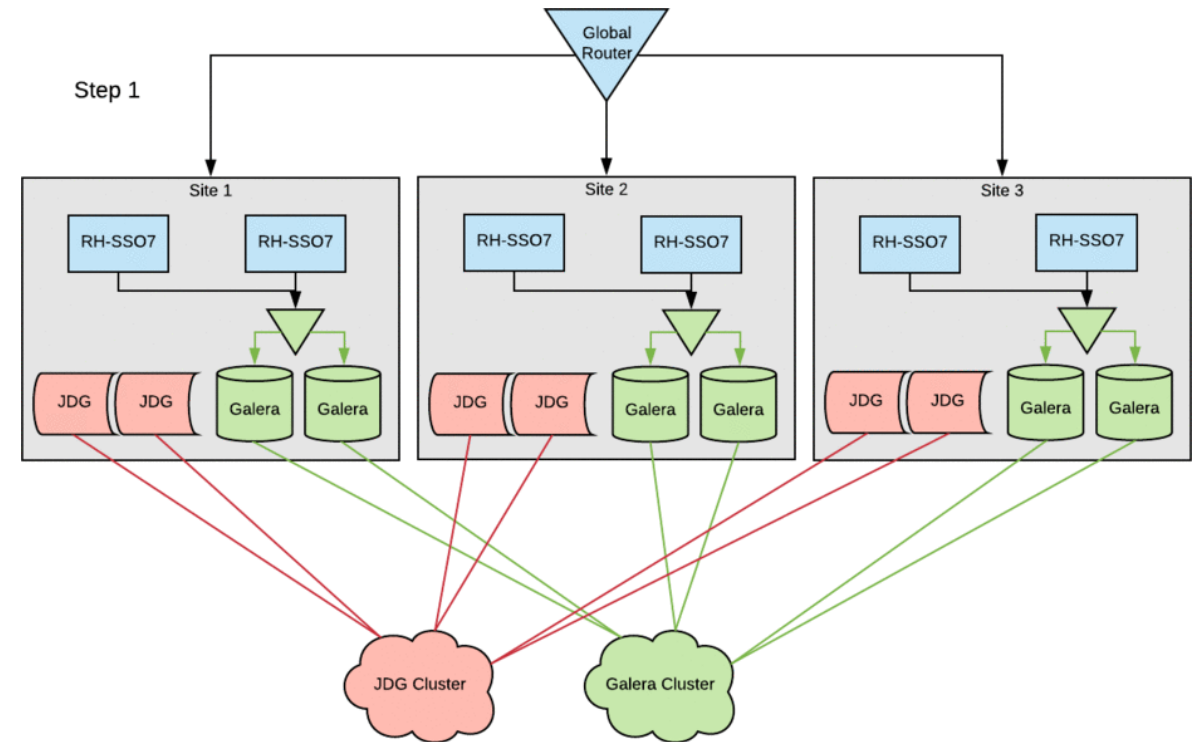 Global
Router
Step 1
Site 1
Site 2
Site 3
RH-SSO7
RH-SSO7
RH-SSO7
RH-SSO7
RH-SSO7
RH-SSO7
JDG
JDG
Galera
Galera
JDG
JDG
Galera
Galera
JDG
JDG
Galera
Galera
JDG Cluster
Galera Cluster